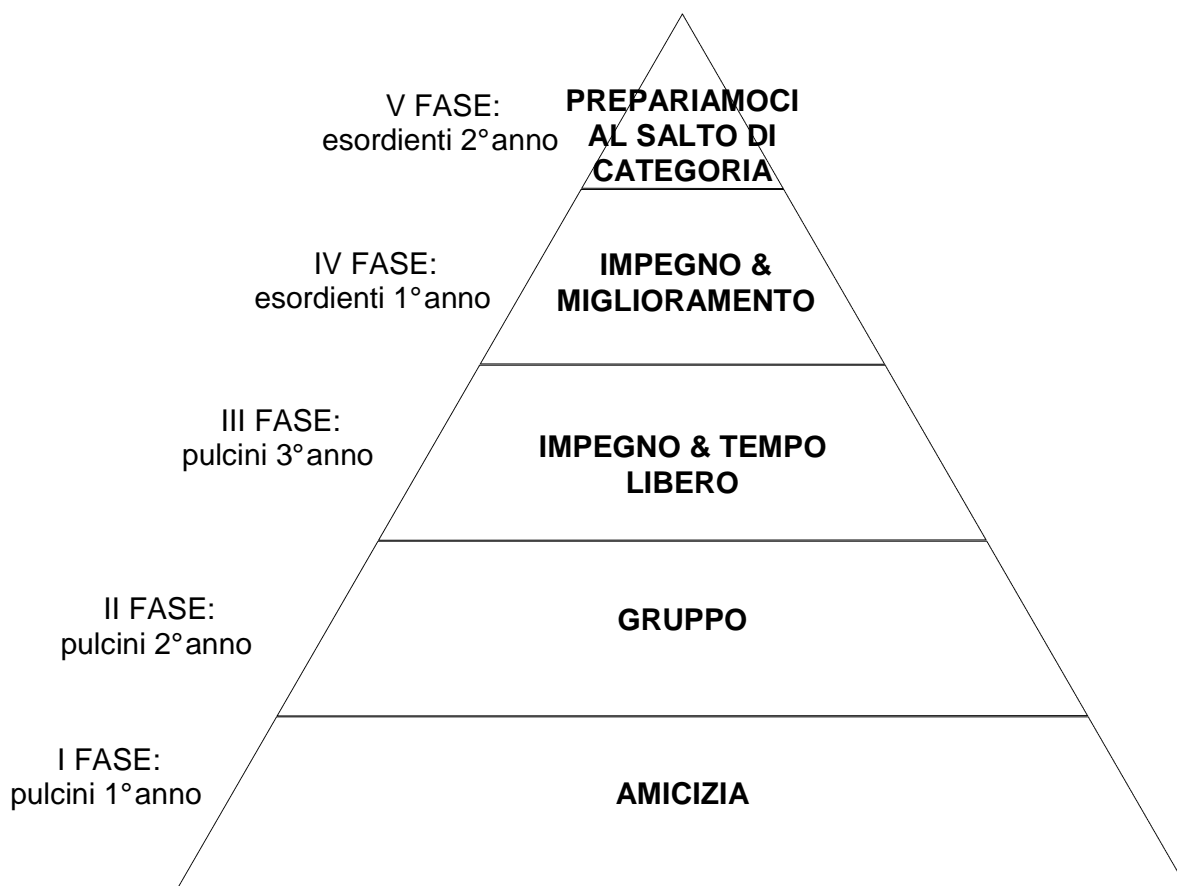 V FASE:
esordienti 2° anno
PREPARIAMOCI
AL SALTO DI
CATEGORIA
IV FASE:
esordienti 1° anno
IMPEGNO &
MIGLIORAMENTO
III FASE:
pulcini 3° anno
IMPEGNO & TEMPO
LIBERO
II FASE:
pulcini 2° anno
GRUPPO
I FASE:
pulcini 1° anno
AMICIZIA